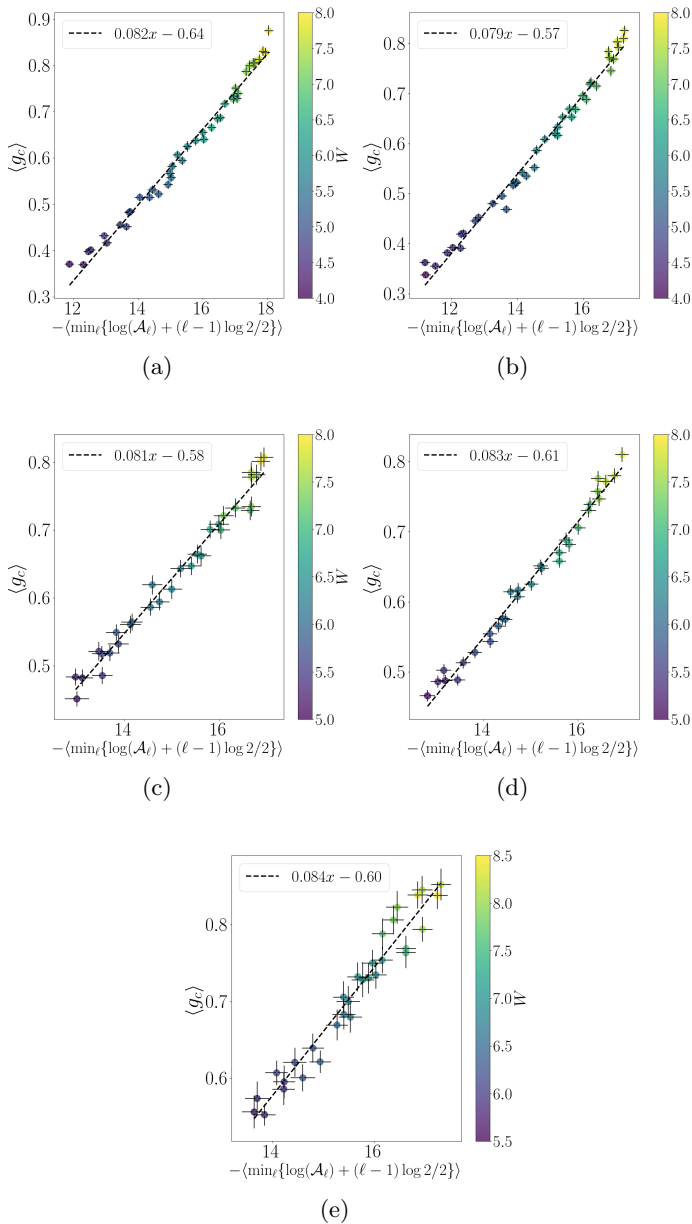 0.082x − 0.64
⟨g_c⟩
0.9
0.8
0.7
0.6
0.5
0.4
0.3
12 14 16 18
−⟨min_ℓ{log(𝒜_ℓ) + (ℓ − 1) log 2/2}⟩
8.0
7.5
7.0
6.5
6.0
5.5
5.0
4.5
4.0
W
(a)
0.079x − 0.57
⟨g_c⟩
0.8
0.7
0.6
0.5
0.4
0.3
12 14 16
−⟨min_ℓ{log(𝒜_ℓ) + (ℓ − 1) log 2/2}⟩
8.0
7.5
7.0
6.5
6.0
5.5
5.0
4.5
4.0
(b)
0.081x − 0.58
⟨g_c⟩
0.8
0.7
0.6
0.5
14 16
−⟨min_ℓ{log(𝒜_ℓ) + (ℓ − 1) log 2/2}⟩
8.0
7.5
7.0
6.5
6.0
5.5
5.0
W
(c)
0.083x − 0.61
⟨g_c⟩
0.8
0.7
0.6
0.5
14 16
−⟨min_ℓ{log(𝒜_ℓ) + (ℓ − 1) log 2/2}⟩
8.0
7.5
7.0
6.5
6.0
5.5
5.0
(d)
0.084x − 0.60
⟨g_c⟩
0.8
0.7
0.6
14 16
−⟨min_ℓ{log(𝒜_ℓ) + (ℓ − 1) log 2/2}⟩
8.5
8.0
7.5
7.0
6.5
6.0
5.5
W
(e)